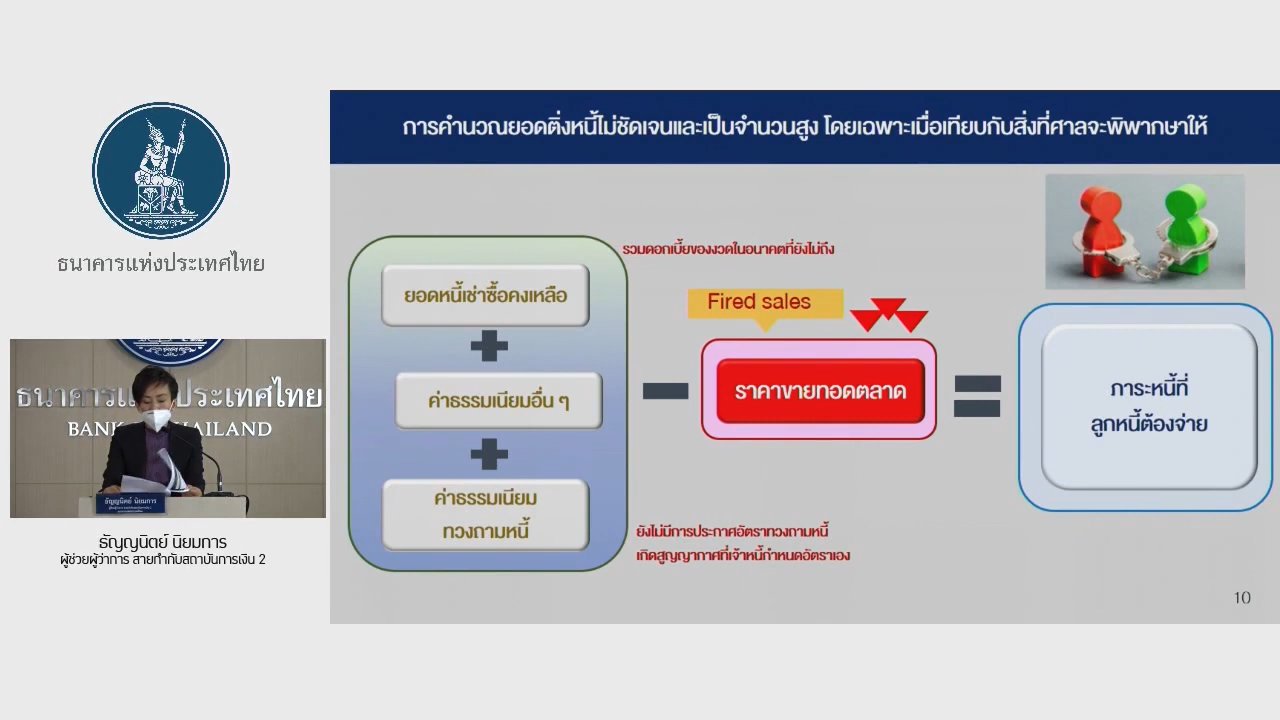 การคำนวณยอดติ่งหนี้ไม่ชัดเจนและเป็นจำนวนสูง โดยเฉพาะเมื่อเทียบกับสิ่งที่ศาลจะพิพากษาให้
ธนาคารแห่งประเทศไทย
รวมดอกเบี้ยของงวดในอนาคตที่ยังไม่ถึง
ยอดหนี้เช่าซื้อคงเหลือ
+
ค่าธรรมเนียมอื่น ๆ
+
ค่าธรรมเนียม
ทวงถามหนี้
Fired sales
ราคาขายทอดตลาด
ภาระหนี้ที่
ลูกหนี้ต้องจ่าย
ยังไม่มีการประกาศอัตราทวงถามหนี้
เกิดสูญญากาศที่เจ้าหนี้กำหนดอัตราเอง
10
BANK
AILAND
ธัญญนิตย์ นิยมการ
ธัญญนิตย์ นิยมการ
ผู้ช่วยผู้ว่าการ สายกำกับสถาบันการเงิน 2